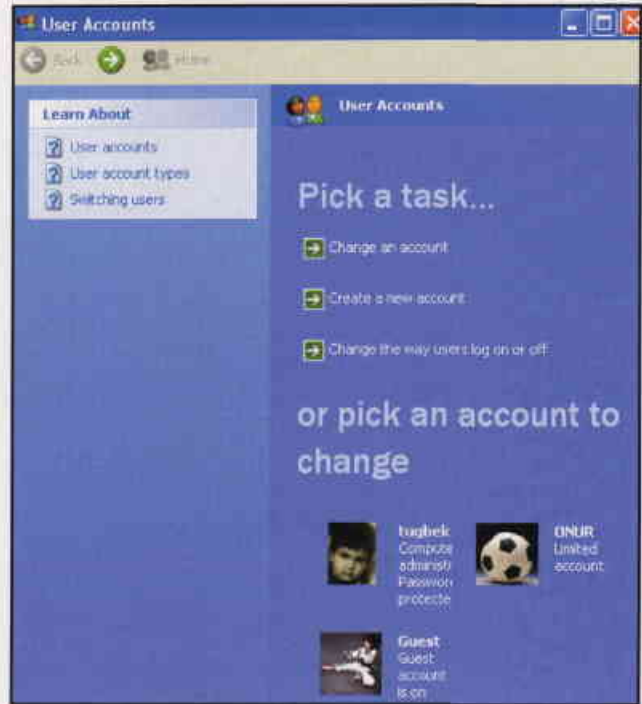 User Accounts
Back
Home
Learn About
User accounts
User account types
Switching users
User Accounts
Pick a task...
Change an account
Create a new account
Change the way users log on or off
or pick an account to
change
tugbek
Compute
administr
Passwor
protecte
ONUR
Limited
account
Guest
Guest
account
is on